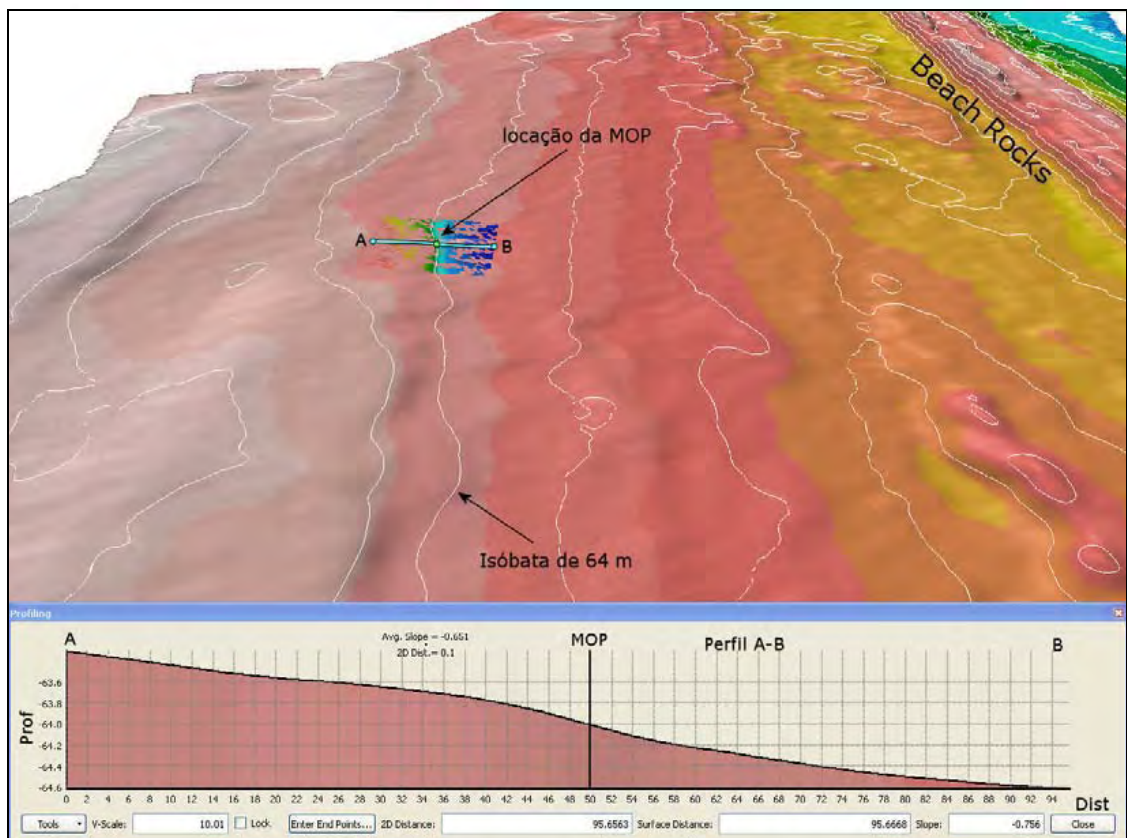 Beach Rocks
locação da MOP
A
B
Isóbata de 64 m
Profiling
A
Avg. Slope = -0.651
2D Dist.= 0.1
MOP
Perfil A-B
B
Prof
-63.6
-63.8
-64.0
-64.2
-64.4
-64.6
0 2 4 6 8 10 12 14 16 18 20 22 24 26 28 30 32 34 36 38 40 42 44 46 48 50 52 54 56 58 60 62 64 66 68 70 72 74 76 78 80 82 84 86 88 90 92 94
Dist
Tools V-Scale: 10.01 Lock Enter End Points... 2D Distance: 95.6563 Surface Distance: 95.6668 Slope: -0.756 Close